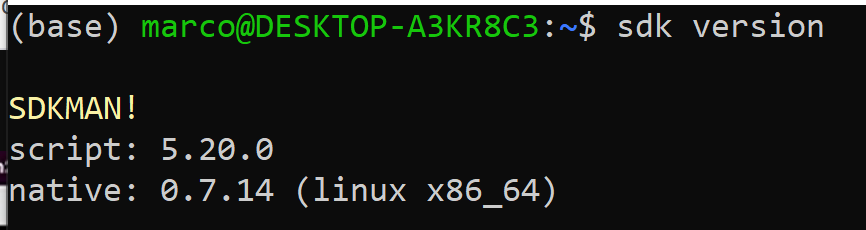 (base) marco@DESKTOP-A3KR8C3:~$ sdk version
SDKMAN!
script: 5.20.0
native: 0.7.14 (linux x86_64)